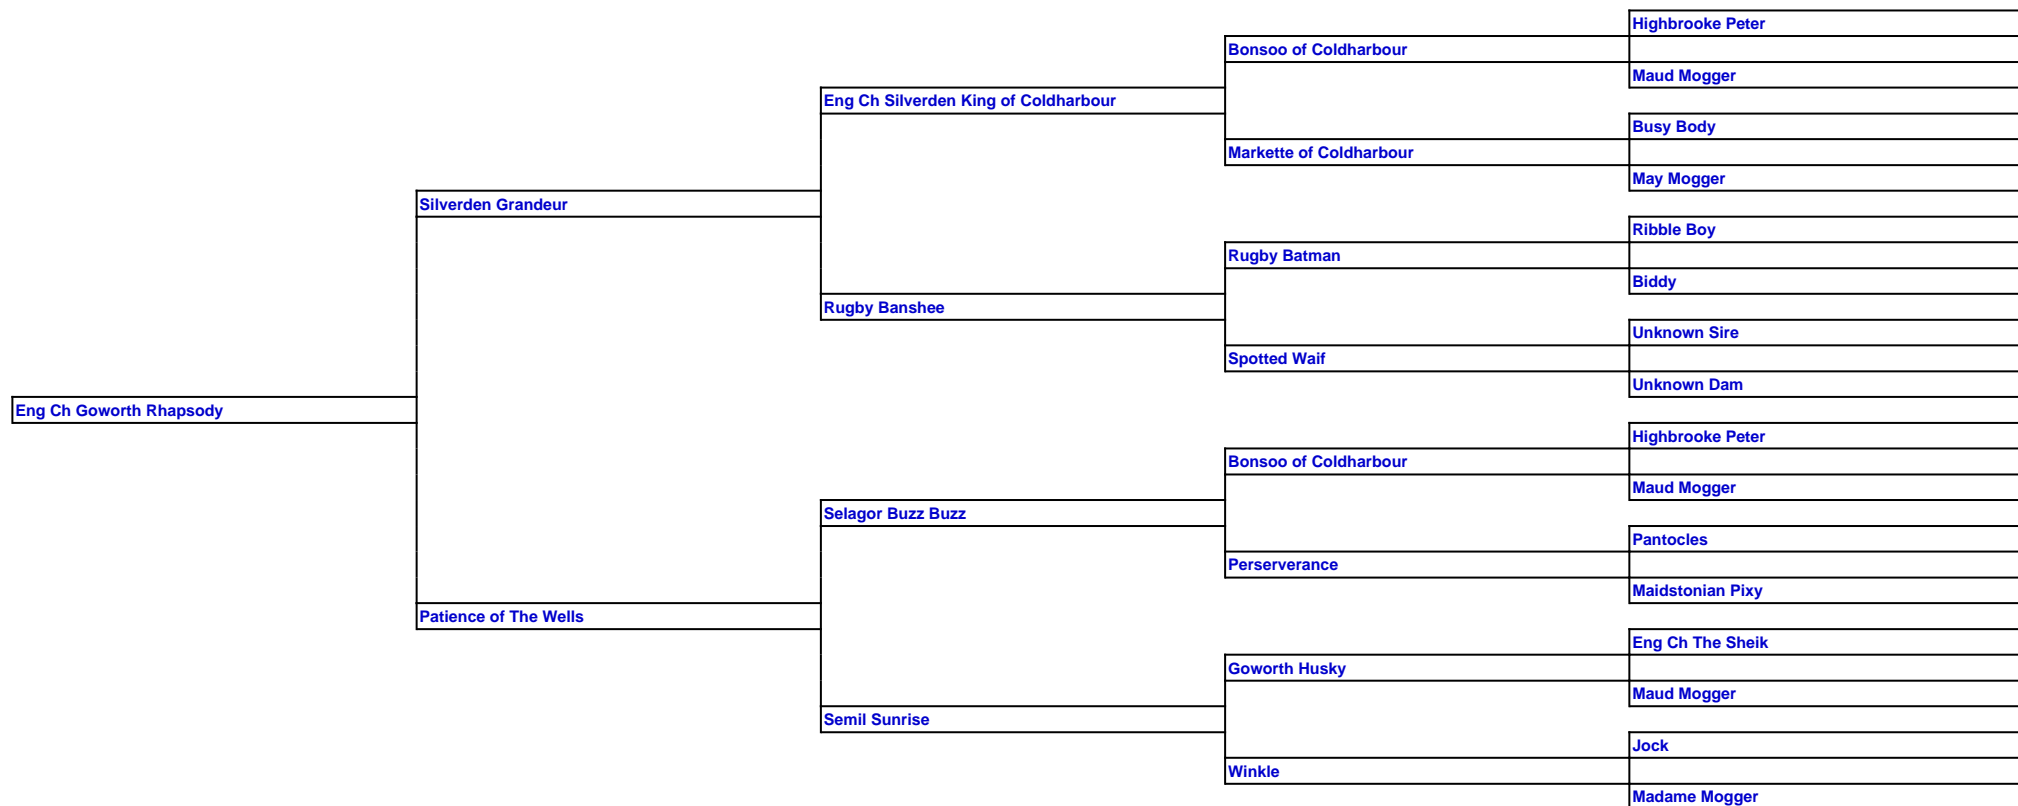 Highbrooke Peter
Bonsoo of Coldharbour
Maud Mogger
Eng Ch Silverden King of Coldharbour
Busy Body
Markette of Coldharbour
May Mogger
Silverden Grandeur
Ribble Boy
Rugby Batman
Biddy
Rugby Banshee
Unknown Sire
Spotted Waif
Unknown Dam
Eng Ch Goworth Rhapsody
Highbrooke Peter
Bonsoo of Coldharbour
Maud Mogger
Selagor Buzz Buzz
Pantocles
Perserverance
Maidstonian Pixy
Patience of The Wells
Eng Ch The Sheik
Goworth Husky
Maud Mogger
Semil Sunrise
Jock
Winkle
Madame Mogger